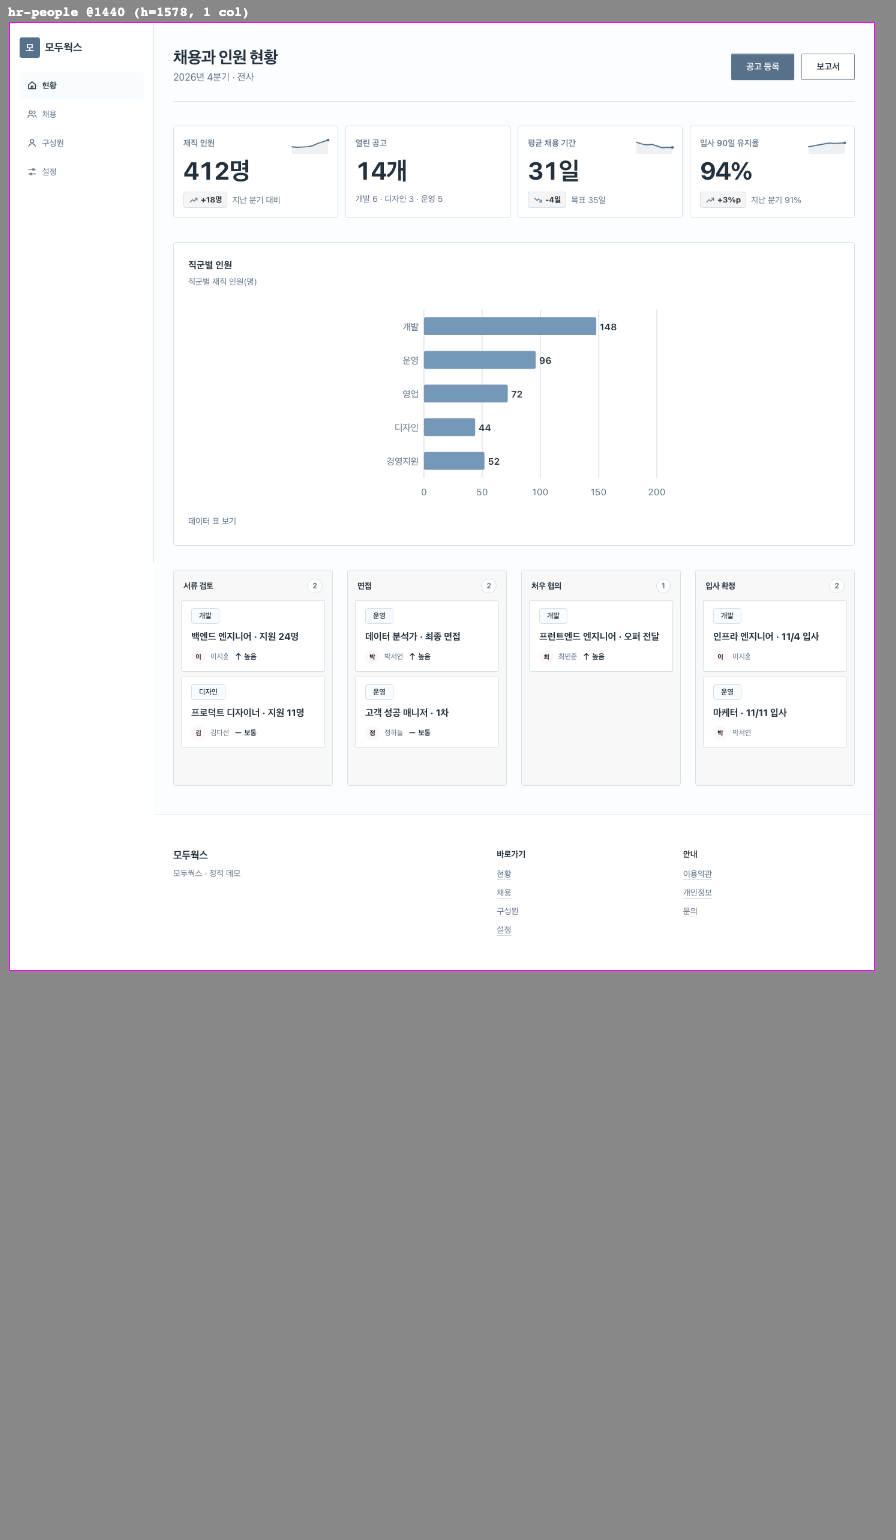 hr-people @1440 (h=1578, 1 col)
모 모두웍스
현황
채용
구성원
설정
채용과 인원 현황
2026년 4분기 · 전사
공고 등록
보고서
재직 인원
412명
+18명 지난 분기 대비
열린 공고
14개
개발 6 · 디자인 3 · 운영 5
평균 채용 기간
31일
-4일 목표 35일
입사 90일 유지율
94%
+3%p 지난 분기 91%
직군별 인원
직군별 재직 인원(명)
개발 148
운영 96
영업 72
디자인 44
경영지원 52
0 50 100 150 200
데이터 표 보기
서류 검토 2
개발
백엔드 엔지니어 · 지원 24명
이 이지훈 ↑ 높음
디자인
프로덕트 디자이너 · 지원 11명
김 김다선 — 보통
면접 2
운영
데이터 분석가 · 최종 면접
박 박서연 ↑ 높음
운영
고객 성공 매니저 · 1차
정 정하늘 — 보통
처우 협의 1
개발
프런트엔드 엔지니어 · 오퍼 전달
최 최민준 ↑ 높음
입사 확정 2
개발
인프라 엔지니어 · 11/4 입사
이 이지훈
운영
마케터 · 11/11 입사
박 박서연
모두웍스
모두웍스 · 정적 데모
바로가기
현황
채용
구성원
설정
안내
이용약관
개인정보
문의